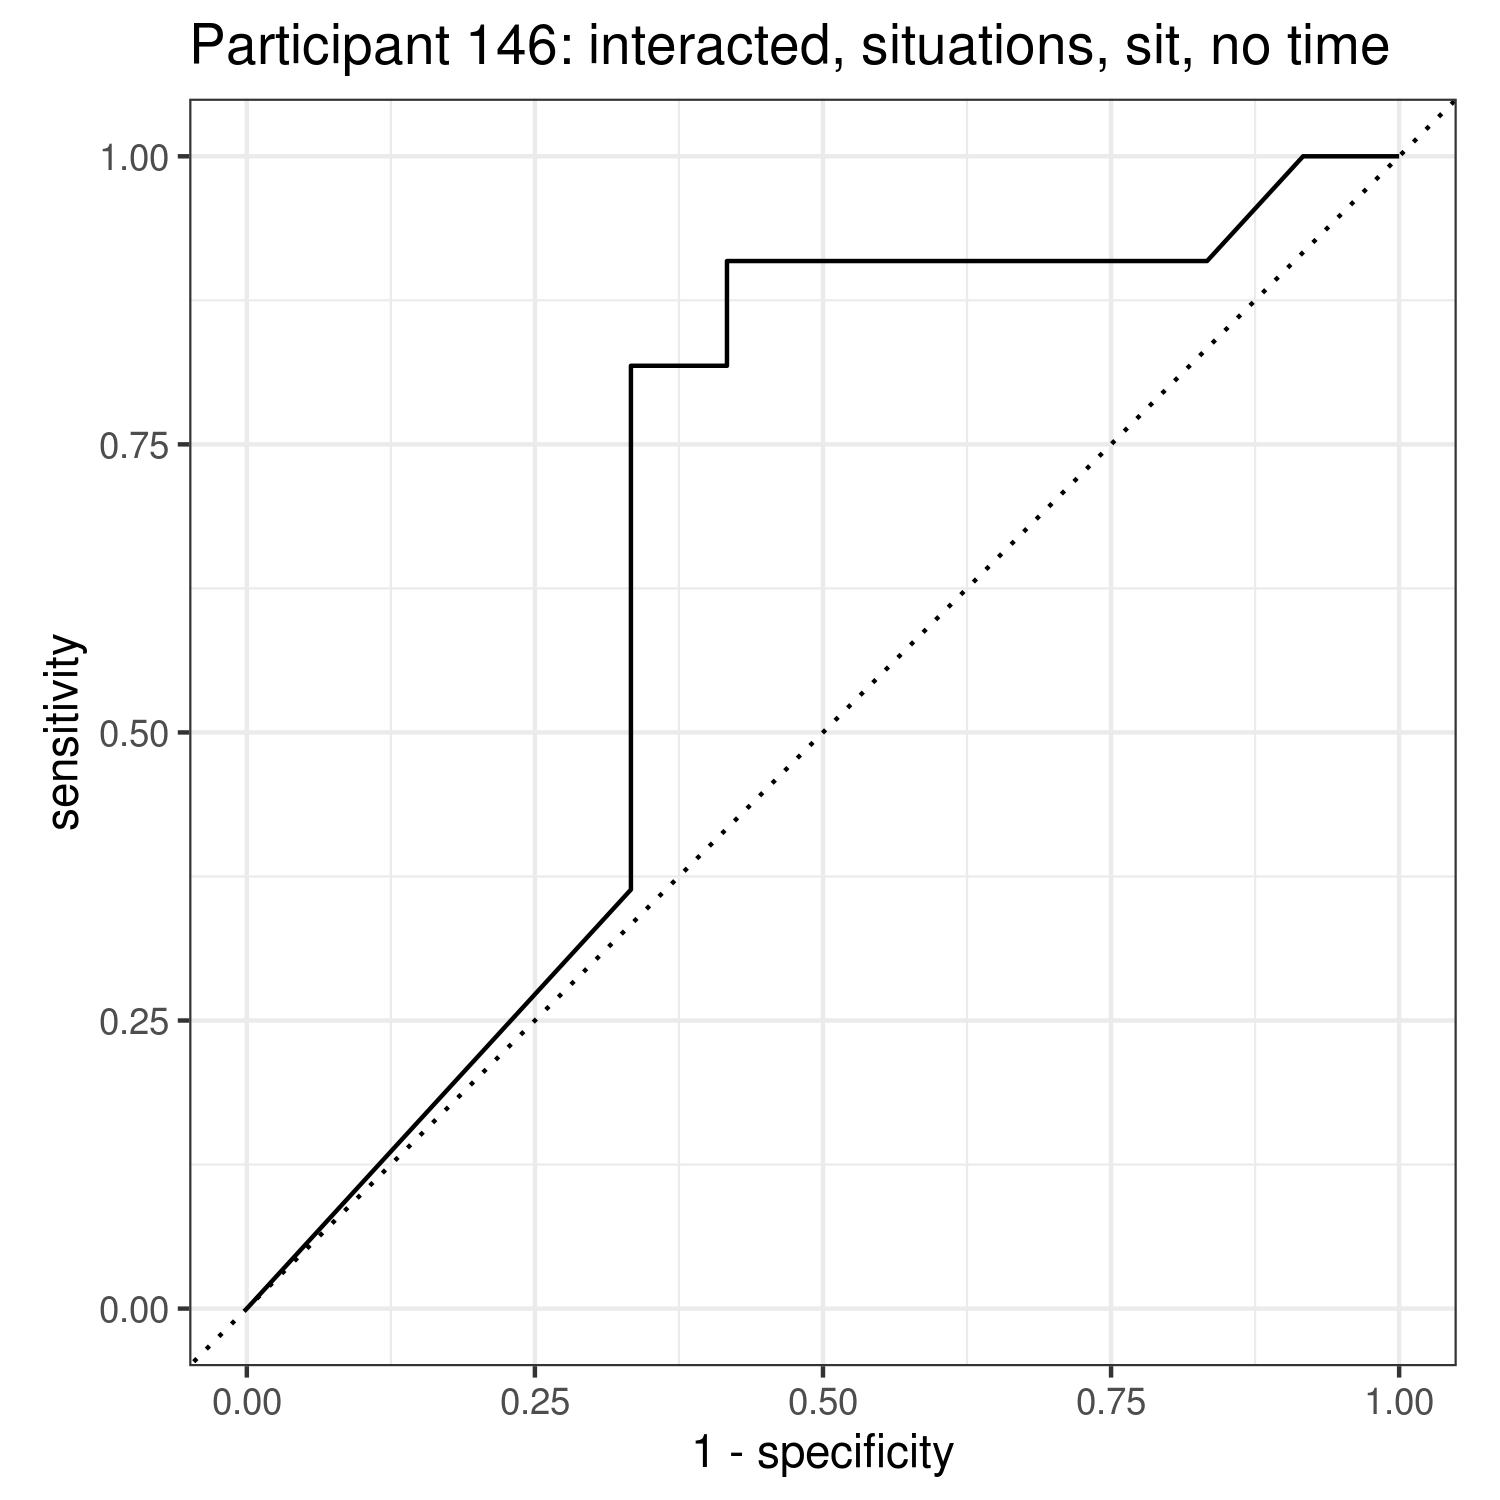 Participant 146: interacted, situations, sit, no time
1.00
0.75
0.50
0.25
0.00
sensitivity
0.00 0.25 0.50 0.75 1.00
1 - specificity